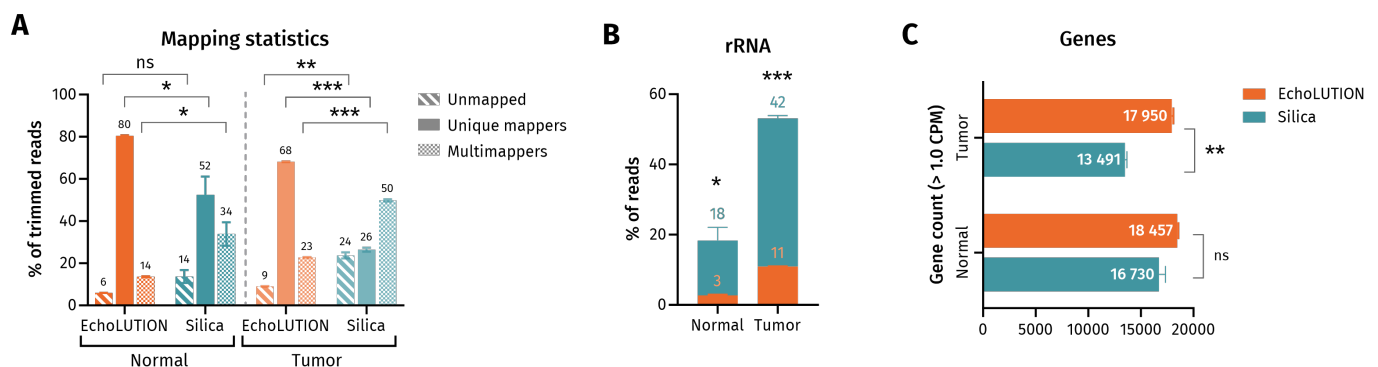 A
Mapping statistics
ns
*
*
**
***
***
% of trimmed reads
100
80
60
40
20
0
6
80
14
14
52
34
9
68
23
24
26
50
EchoLUTION
Silica
EchoLUTION
Silica
Normal
Tumor
Unmapped
Unique mappers
Multimappers
B
rRNA
% of reads
60
40
20
0
*
18
3
***
42
11
Normal
Tumor
C
Genes
Gene count (> 1.0 CPM)
Tumor
Normal
17 950
13 491
**
18 457
16 730
ns
0
5000
10000
15000
20000
EchoLUTION
Silica